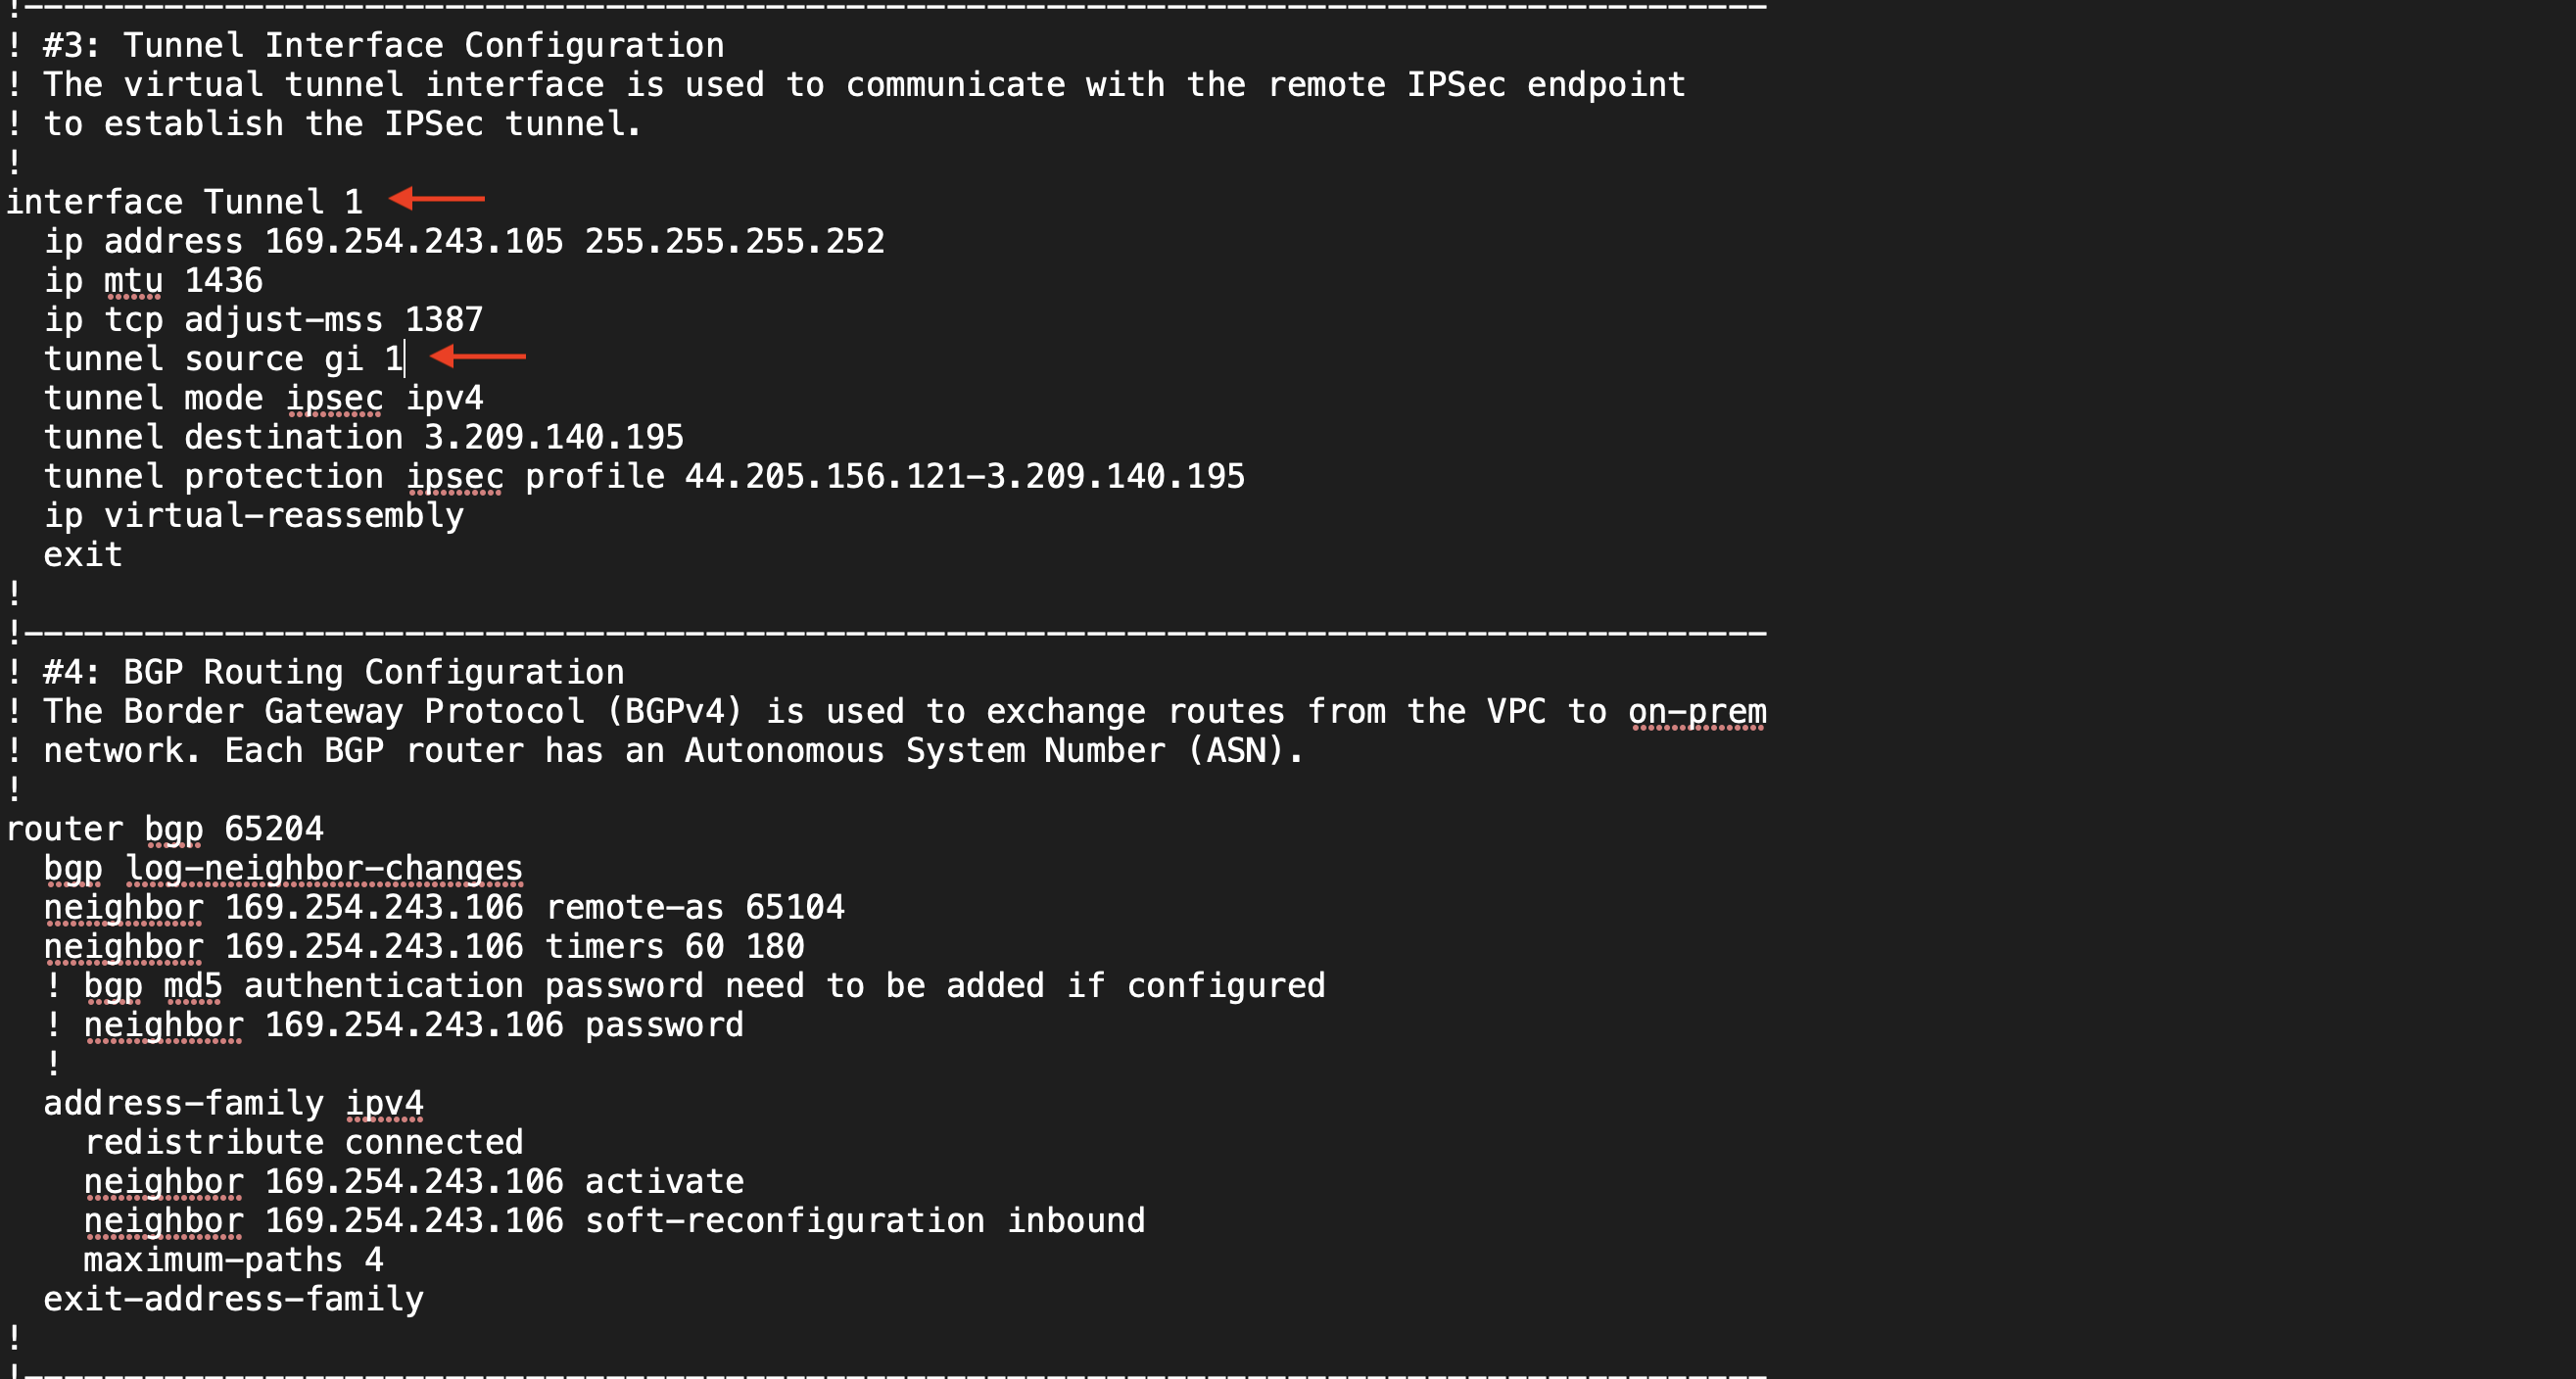 !---------------------------------------------------------------------------------------
! #3: Tunnel Interface Configuration
! The virtual tunnel interface is used to communicate with the remote IPSec endpoint
! to establish the IPSec tunnel.
!
interface Tunnel 1
  ip address 169.254.243.105 255.255.255.252
  ip mtu 1436
  ip tcp adjust-mss 1387
  tunnel source gi 1
  tunnel mode ipsec ipv4
  tunnel destination 3.209.140.195
  tunnel protection ipsec profile 44.205.156.121-3.209.140.195
  ip virtual-reassembly
  exit
!
!---------------------------------------------------------------------------------------
! #4: BGP Routing Configuration
! The Border Gateway Protocol (BGPv4) is used to exchange routes from the VPC to on-prem
! network. Each BGP router has an Autonomous System Number (ASN).
!
router bgp 65204
  bgp log-neighbor-changes
  neighbor 169.254.243.106 remote-as 65104
  neighbor 169.254.243.106 timers 60 180
  ! bgp md5 authentication password need to be added if configured
  ! neighbor 169.254.243.106 password
  !
  address-family ipv4
    redistribute connected
    neighbor 169.254.243.106 activate
    neighbor 169.254.243.106 soft-reconfiguration inbound
    maximum-paths 4
  exit-address-family
!
!---------------------------------------------------------------------------------------